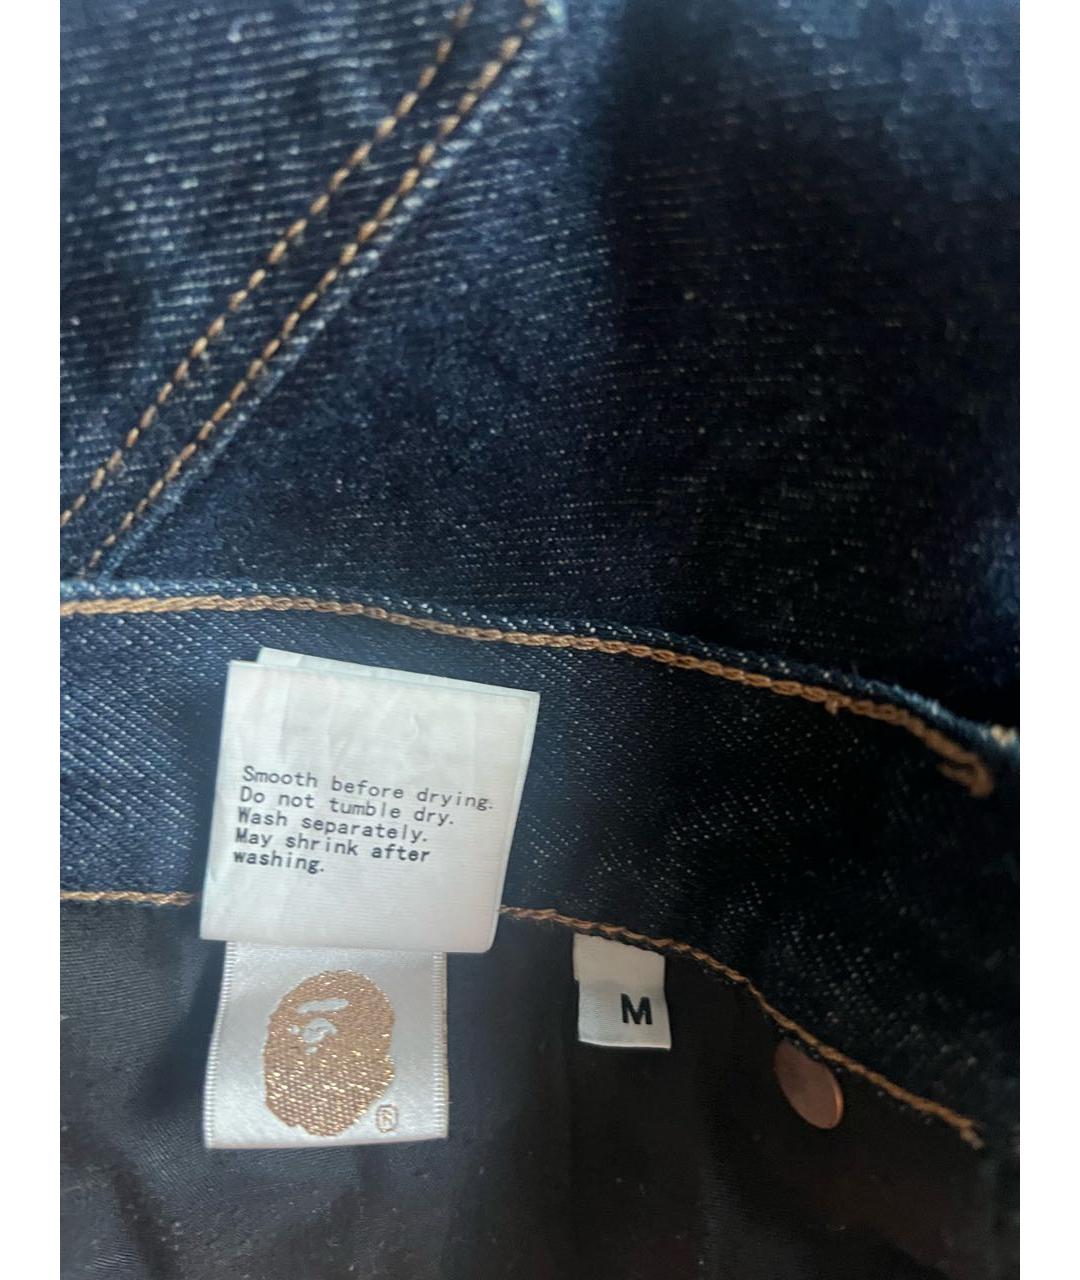 Smooth before drying.
Do not tumble dry.
Wash separately.
May shrink after
washing.
M
®